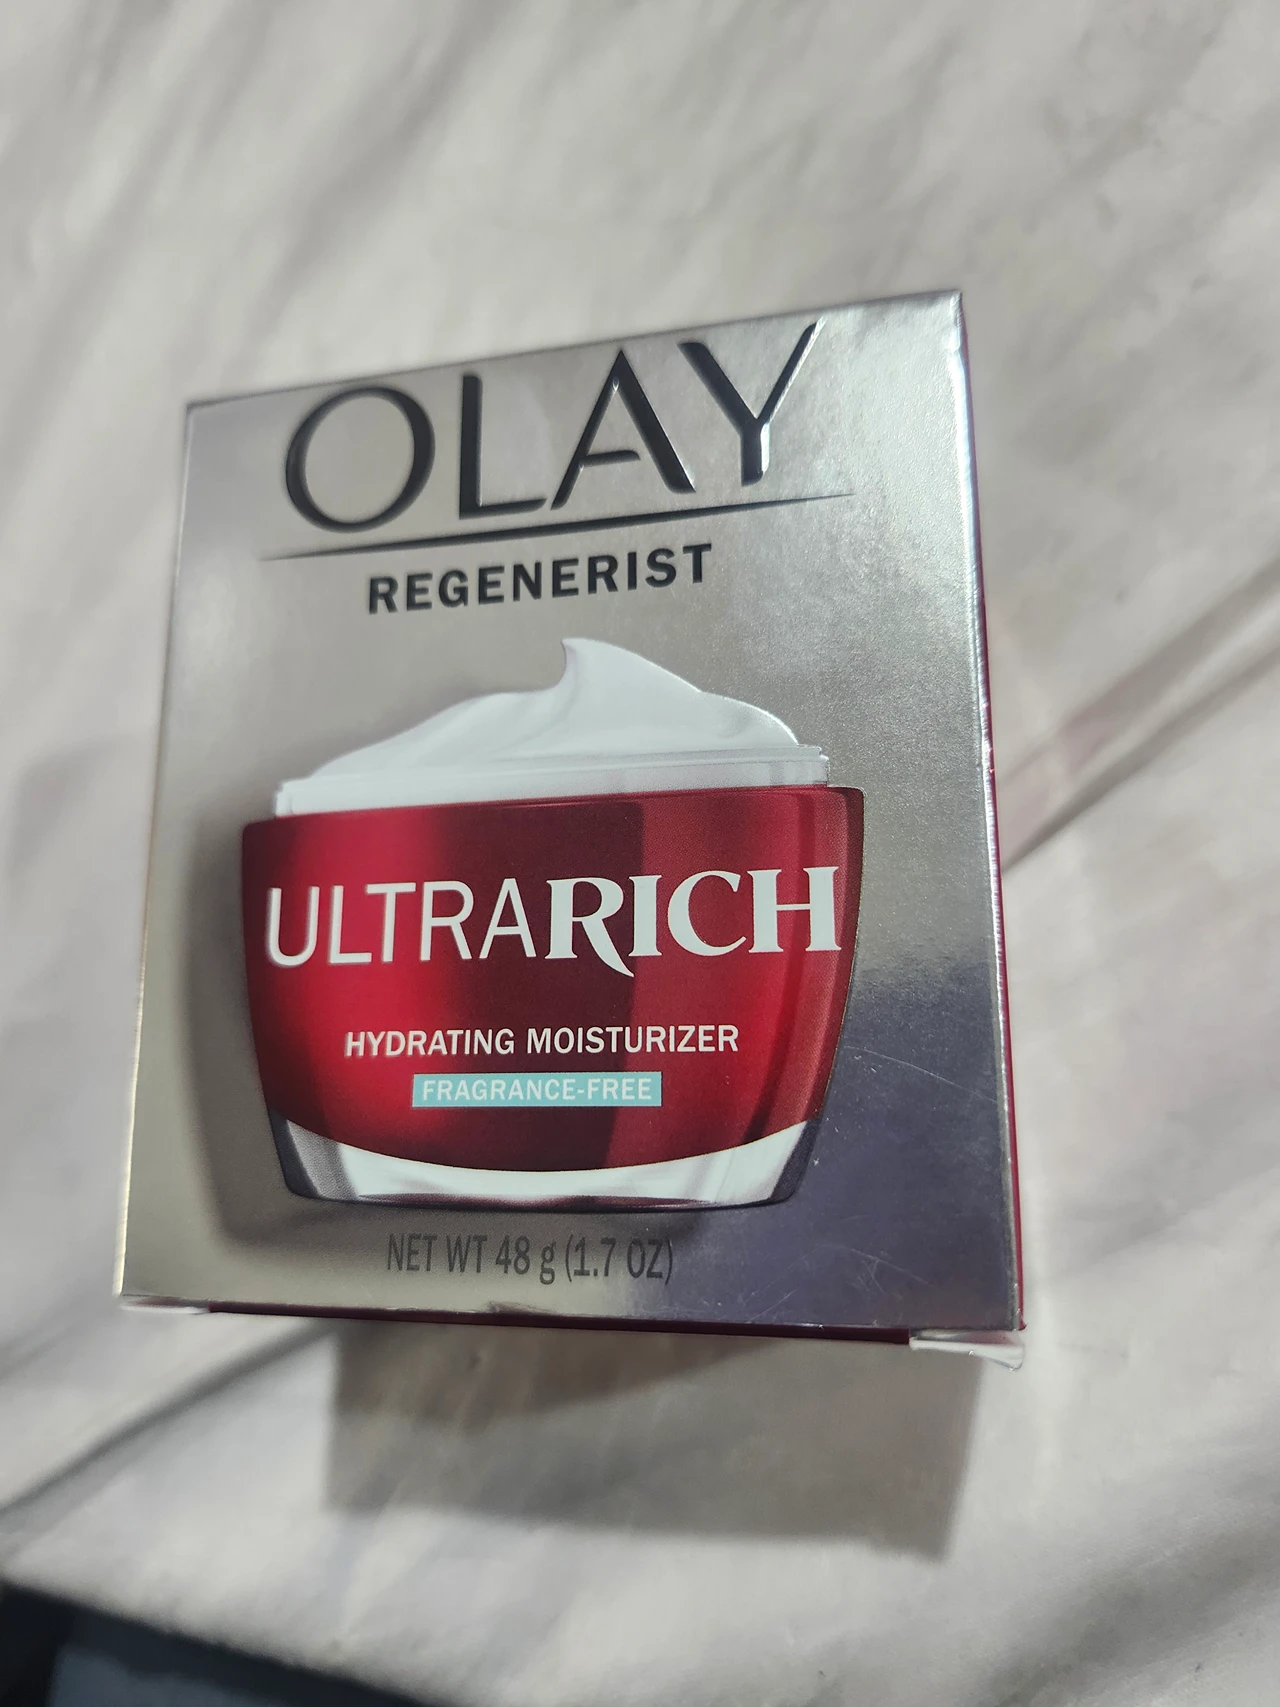 OLAY
REGENERIST
ULTRARICH
HYDRATING MOISTURIZER
FRAGRANCE-FREE
NET WT 48 g (1.7 OZ)